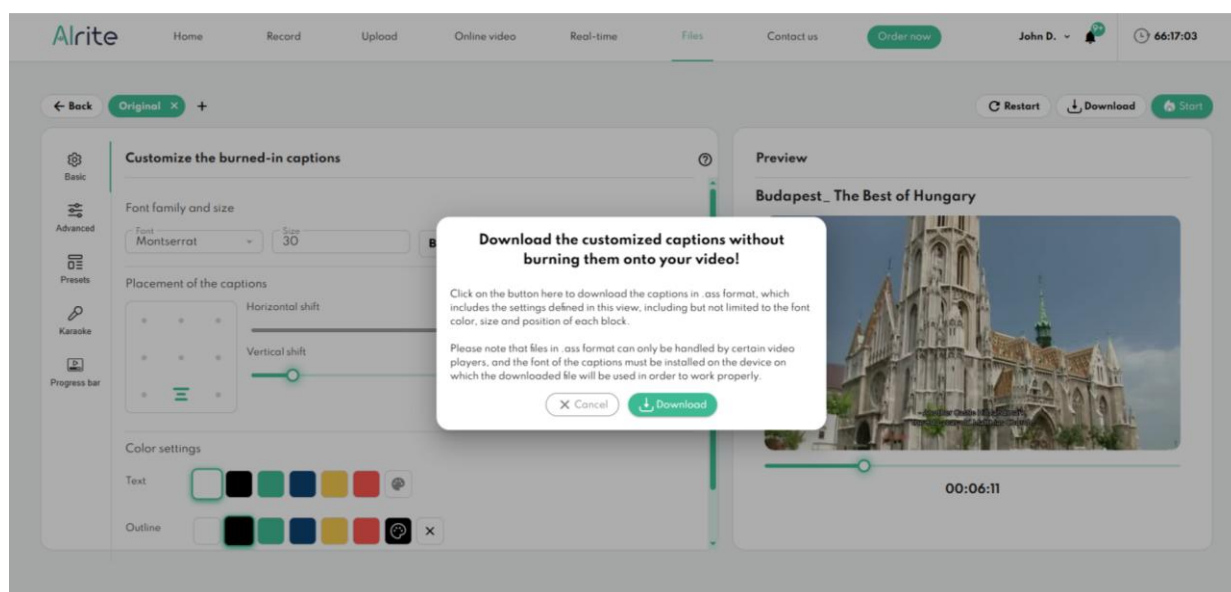 Alrite
Home
Record
Upload
Online video
Real-time
Files
Contact us
Order now
John D.
9+
66:17:03
Back
Original ×
+
Restart
Download
Start
Basic
Advanced
Presets
Karaoke
Progress bar
Customize the burned-in captions
Font family and size
Font
Montserrat
Size
30
B
Placement of the captions
Horizontal shift
Vertical shift
Color settings
Text
Outline
Download the customized captions without
burning them onto your video!
Click on the button here to download the captions in .ass format, which
includes the settings defined in this view, including but not limited to the font
color, size and position of each block.
Please note that files in .ass format can only be handled by certain video
players, and the font of the captions must be installed on the device on
which the downloaded file will be used in order to work properly.
Cancel
Download
Preview
Budapest_ The Best of Hungary
00:06:11